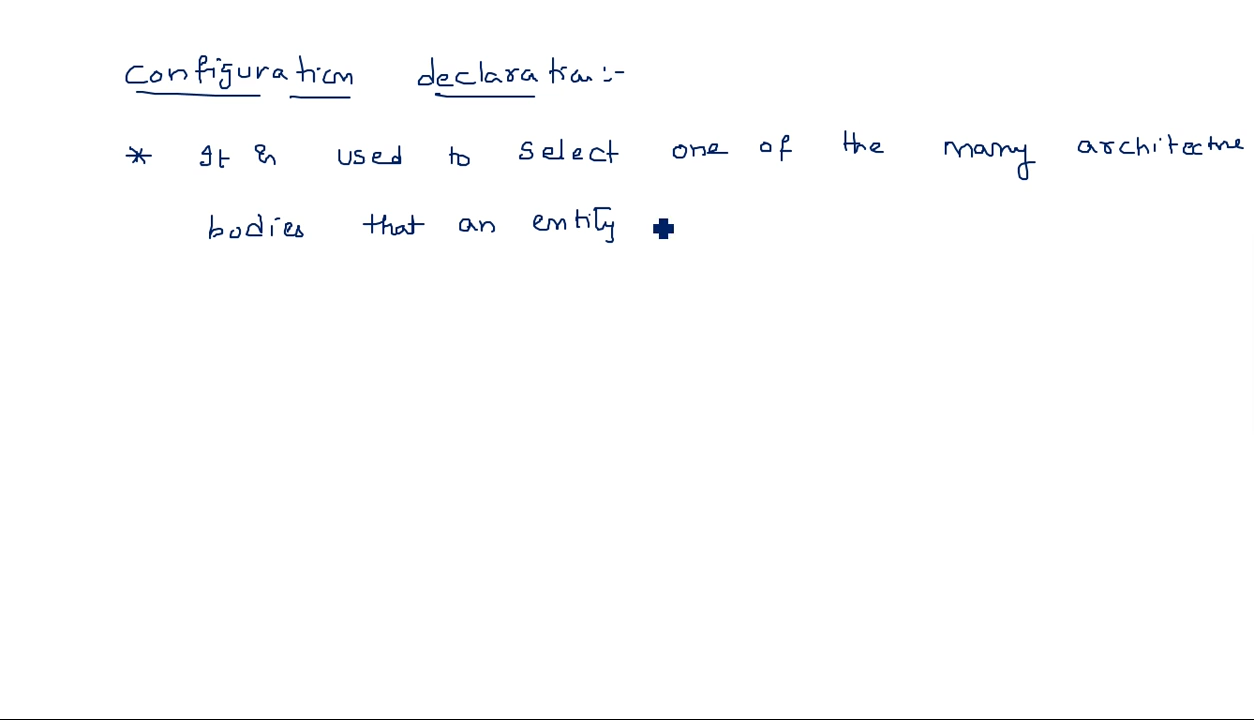 Configuration declaration :-
* It is used to select one of the many architecture
bodies that an entity